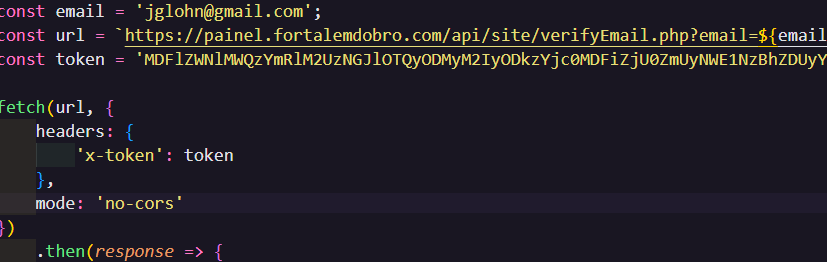 const email = 'jglohn@gmail.com';
const url = `https://painel.fortalemdobro.com/api/site/verifyEmail.php?email=${email
const token = 'MDFlZWNlMWQzYmRlM2UzNGJlOTQyODMyM2IyODkzYjc0MDFiZjU0ZmUyNWE1NzBhZDUyY
fetch(url, {
headers: {
'x-token': token
},
mode: 'no-cors'
})
.then(response => {